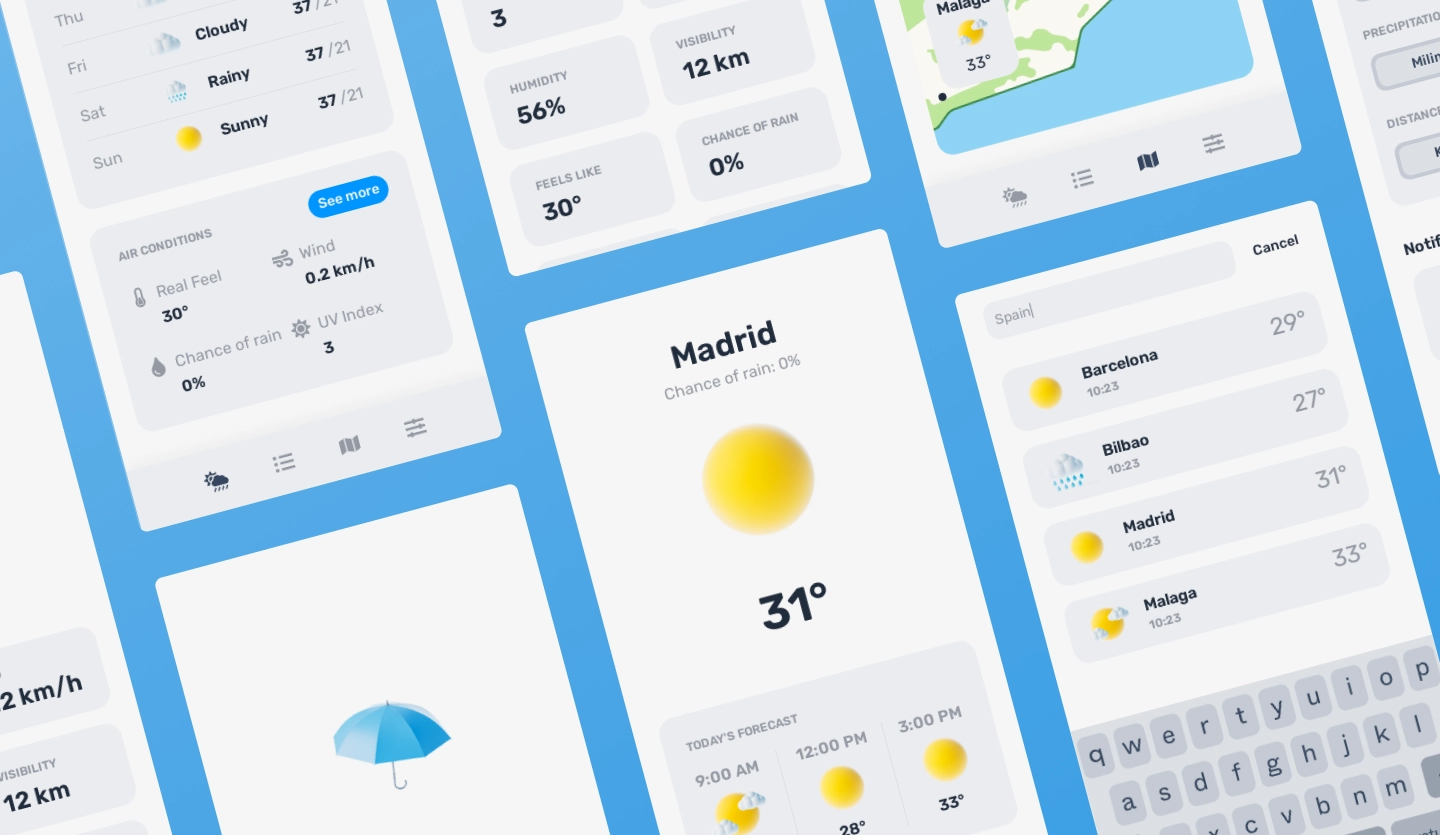 Thu
Cloudy
37 /21
Fri
Rainy
37 /21
Sat
Sunny
37 /21
Sun
See more
AIR CONDITIONS
Real Feel
30°
Wind
0.2 km/h
Chance of rain
0%
UV Index
3
3
HUMIDITY
56%
VISIBILITY
12 km
FEELS LIKE
30°
CHANCE OF RAIN
0%
Malaga
33°
DISTANCE
Spain
Cancel
Barcelona
10:23
29°
Bilbao
10:23
27°
Madrid
10:23
31°
Malaga
10:23
33°
q w e r t y u i o p
a s d f g h j k l
x c v b n m
Madrid
Chance of rain: 0%
31°
TODAY'S FORECAST
9:00 AM
12:00 PM
3:00 PM
28°
33°
2 km/h
VISIBILITY
12 km